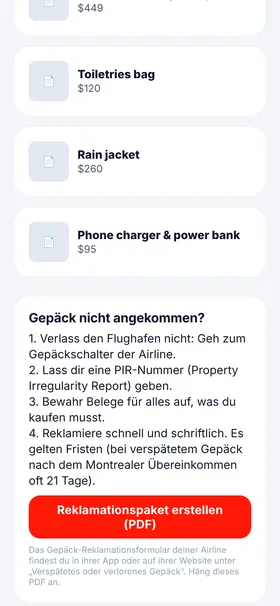 $449
Toiletries bag
$120
Rain jacket
$260
Phone charger & power bank
$95
Gepäck nicht angekommen?
1. Verlass den Flughafen nicht: Geh zum
Gepäckschalter der Airline.
2. Lass dir eine PIR-Nummer (Property
Irregularity Report) geben.
3. Bewahr Belege für alles auf, was du
kaufen musst.
4. Reklamiere schnell und schriftlich. Es
gelten Fristen (bei verspätetem Gepäck
nach dem Montrealer Übereinkommen
oft 21 Tage).
Reklamationspaket erstellen
(PDF)
Das Gepäck-Reklamationsformular deiner Airline
findest du in ihrer App oder auf ihrer Website unter
„Verspätetes oder verlorenes Gepäck“. Häng dieses
PDF an.